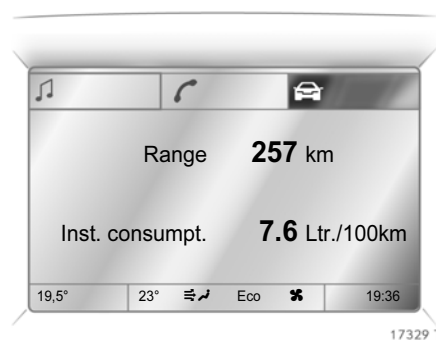 Range 257 km
Inst. consumpt. 7.6 Ltr./100km
19,5° 23° Eco 19:36
17329